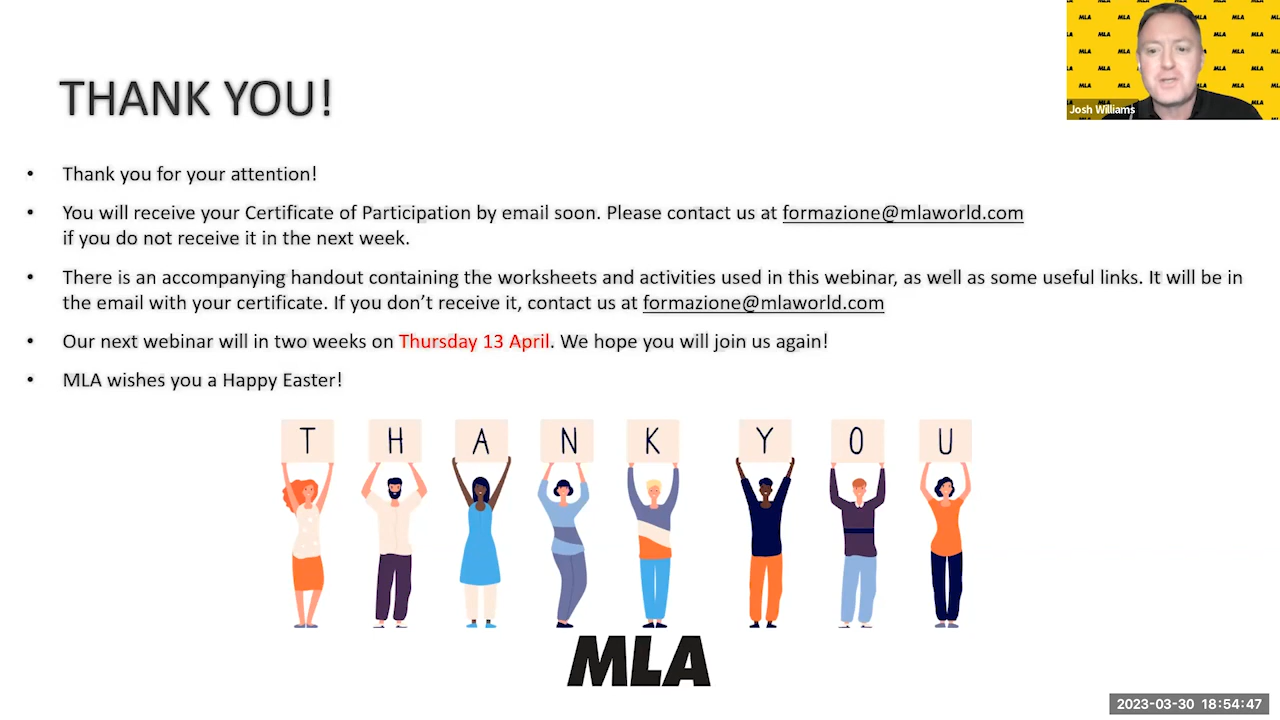 THANK YOU!
• Thank you for your attention!
• You will receive your Certificate of Participation by email soon. Please contact us at formazione@mlaworld.com
if you do not receive it in the next week.
• There is an accompanying handout containing the worksheets and activities used in this webinar, as well as some useful links. It will be in
the email with your certificate. If you don’t receive it, contact us at formazione@mlaworld.com
• Our next webinar will in two weeks on Thursday 13 April. We hope you will join us again!
• MLA wishes you a Happy Easter!
T H A N K Y O U
MLA
Josh Williams
2023-03-30 18:54:47